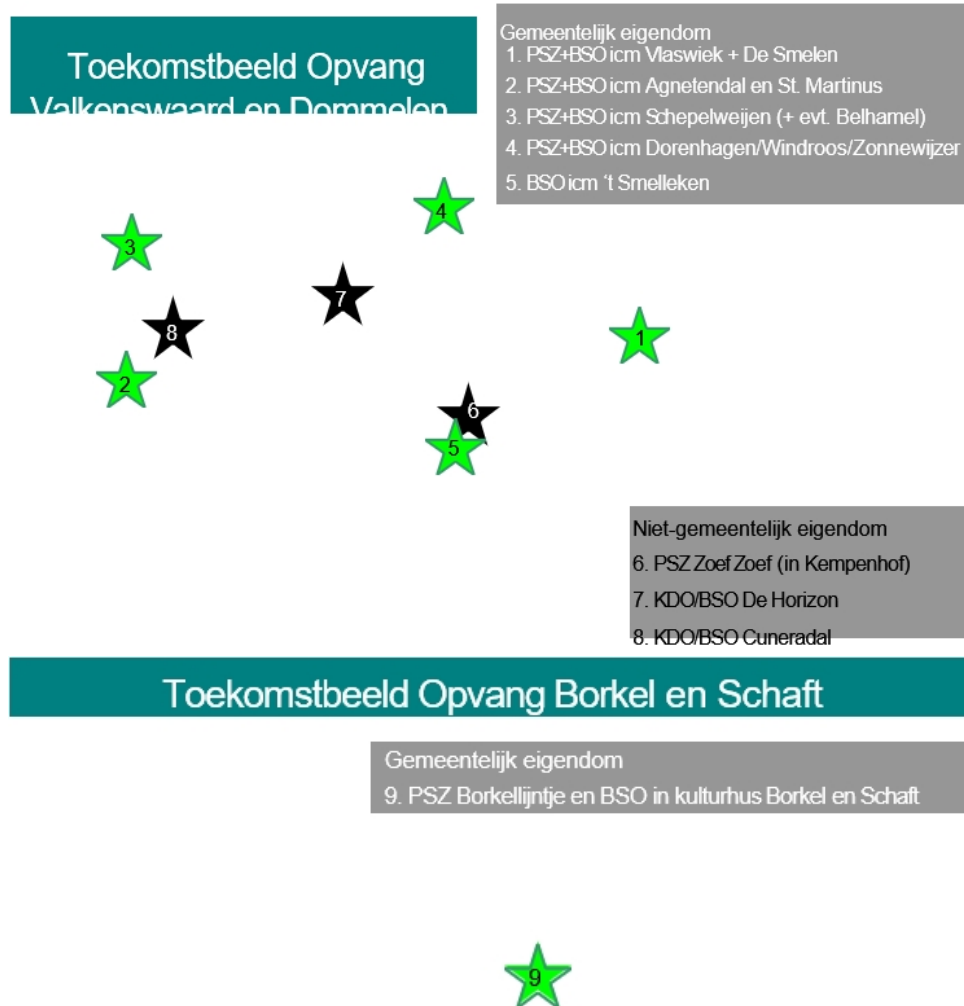 Toekomstbeeld Opvang
Valkenswaard en Dommelen
Gemeentelijk eigendom
1. PSZ+BSO icm Vlaswiek + De Smelen
2. PSZ+BSO icm Agnetendal en St. Martinus
3. PSZ+BSO icm Schepelweijen (+ evt. Belhamel)
4. PSZ+BSO icm Dorenhagen/Windroos/Zonnewijzer
5. BSO icm ‘t Smelleken
4
3
7
8
1
2
6
5
Niet-gemeentelijk eigendom
6. PSZ Zoef Zoef (in Kempenhof)
7. KDO/BSO De Horizon
8. KDO/BSO Cuneradal
Toekomstbeeld Opvang Borkel en Schaft
Gemeentelijk eigendom
9. PSZ Borkellijntje en BSO in kulturhus Borkel en Schaft
9